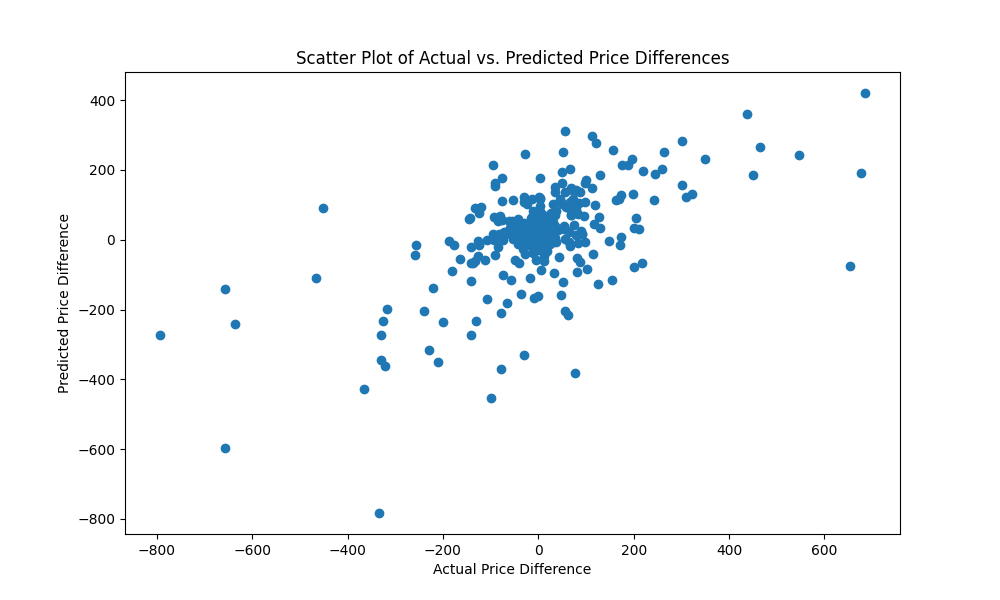 Scatter Plot of Actual vs. Predicted Price Differences
400
200
0
−200
−400
−600
−800
Predicted Price Difference
−800 −600 −400 −200 0 200 400 600
Actual Price Difference